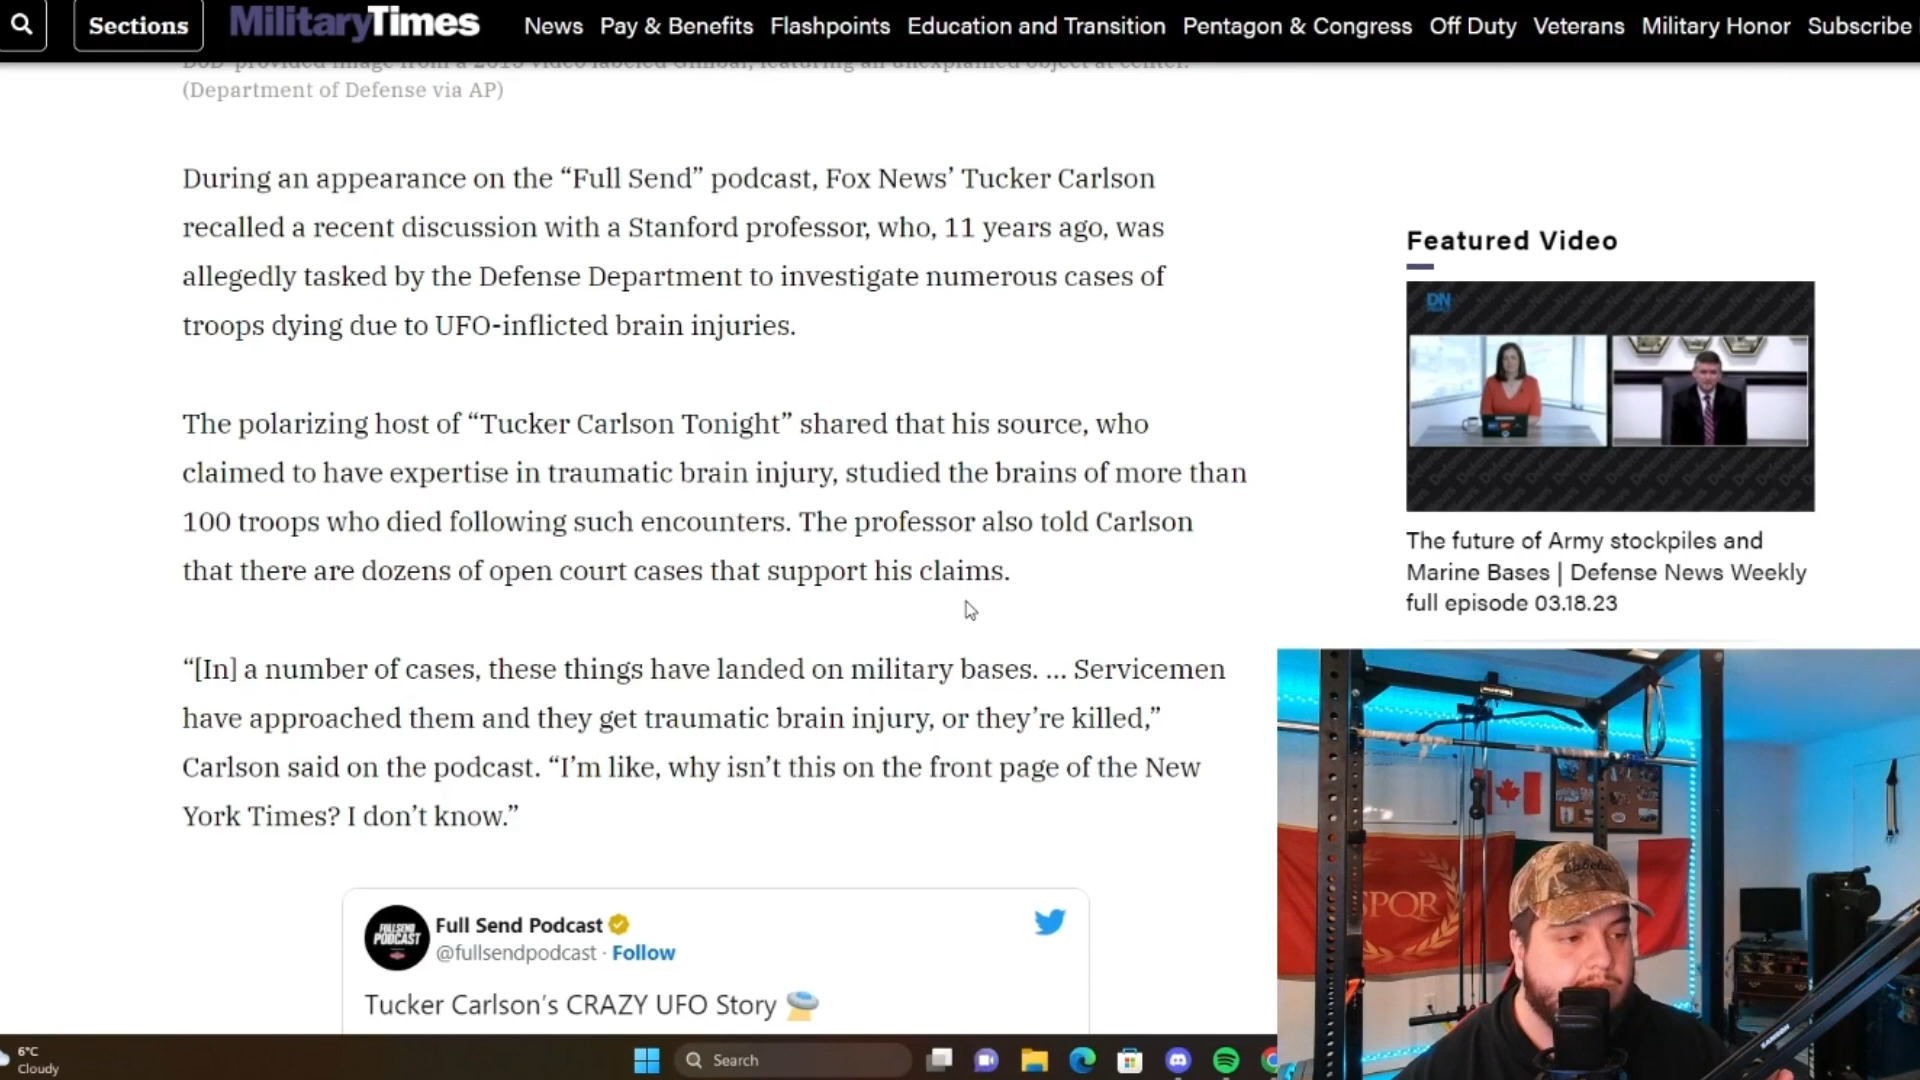 Sections
MilitaryTimes
News Pay & Benefits Flashpoints Education and Transition Pentagon & Congress Off Duty Veterans Military Honor Subscribe
DoD-provided image from a 2015 video labeled Gimbal, featuring an unexplained object at center.
(Department of Defense via AP)
During an appearance on the “Full Send” podcast, Fox News’ Tucker Carlson
recalled a recent discussion with a Stanford professor, who, 11 years ago, was
allegedly tasked by the Defense Department to investigate numerous cases of
troops dying due to UFO-inflicted brain injuries.
The polarizing host of “Tucker Carlson Tonight” shared that his source, who
claimed to have expertise in traumatic brain injury, studied the brains of more than
100 troops who died following such encounters. The professor also told Carlson
that there are dozens of open court cases that support his claims.
“[In] a number of cases, these things have landed on military bases. ... Servicemen
have approached them and they get traumatic brain injury, or they’re killed,”
Carlson said on the podcast. “I’m like, why isn’t this on the front page of the New
York Times? I don’t know.”
FULLSEND
PODCAST
Full Send Podcast
@fullsendpodcast · Follow
Tucker Carlson’s CRAZY UFO Story
Featured Video
DN
The future of Army stockpiles and
Marine Bases | Defense News Weekly
full episode 03.18.23
SPQR
Cabela's
SAMSON
6°C
Cloudy
Search